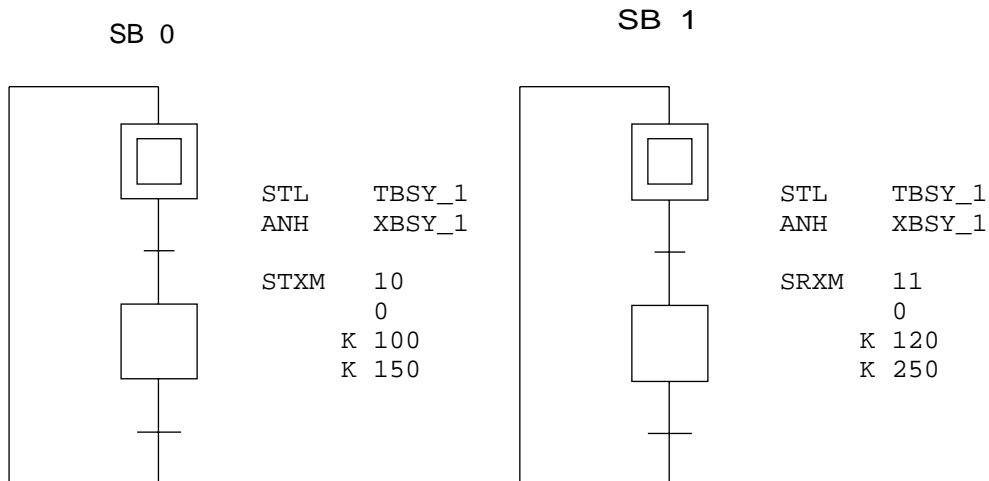 SB 0
STL TBSY_1
ANH XBSY_1
STXM 10
0
K 100
K 150
SB 1
STL TBSY_1
ANH XBSY_1
SRXM 11
0
K 120
K 250